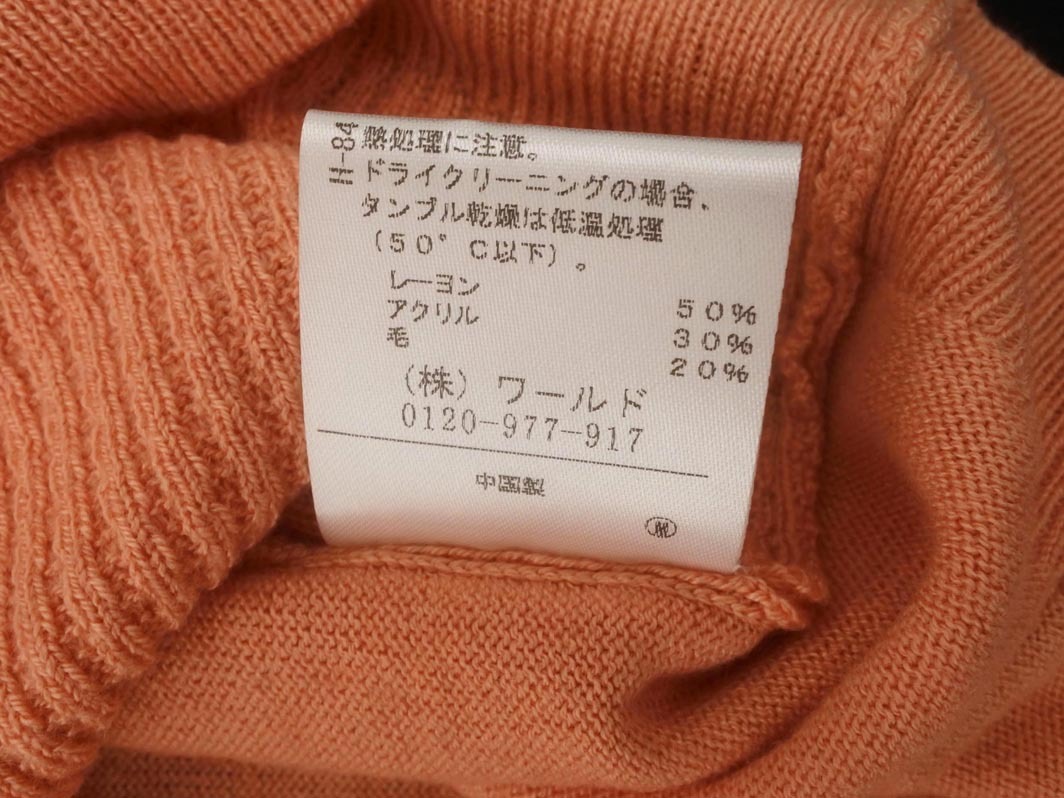 H-84
熱処理に注意。
ドライクリーニングの場合、
タンブル乾燥は低温処理
（50°C以下）。
レーヨン 50%
アクリル 30%
毛 20%
（株）ワールド
0120-977-917
中国製